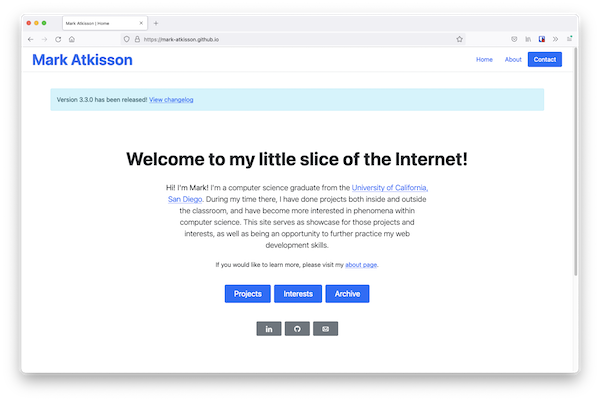 Mark Atkisson | Home
https://mark-atkisson.github.io
Mark Atkisson
Home
About
Contact
Version 3.3.0 has been released! View changelog
Welcome to my little slice of the Internet!
Hi! I'm Mark! I'm a computer science graduate from the University of California,
San Diego. During my time there, I have done projects both inside and outside
the classroom, and have become more interested in phenomena within
computer science. This site serves as showcase for those projects and
interests, as well as being an opportunity to further practice my web
development skills.
If you would like to learn more, please visit my about page.
Projects
Interests
Archive
in